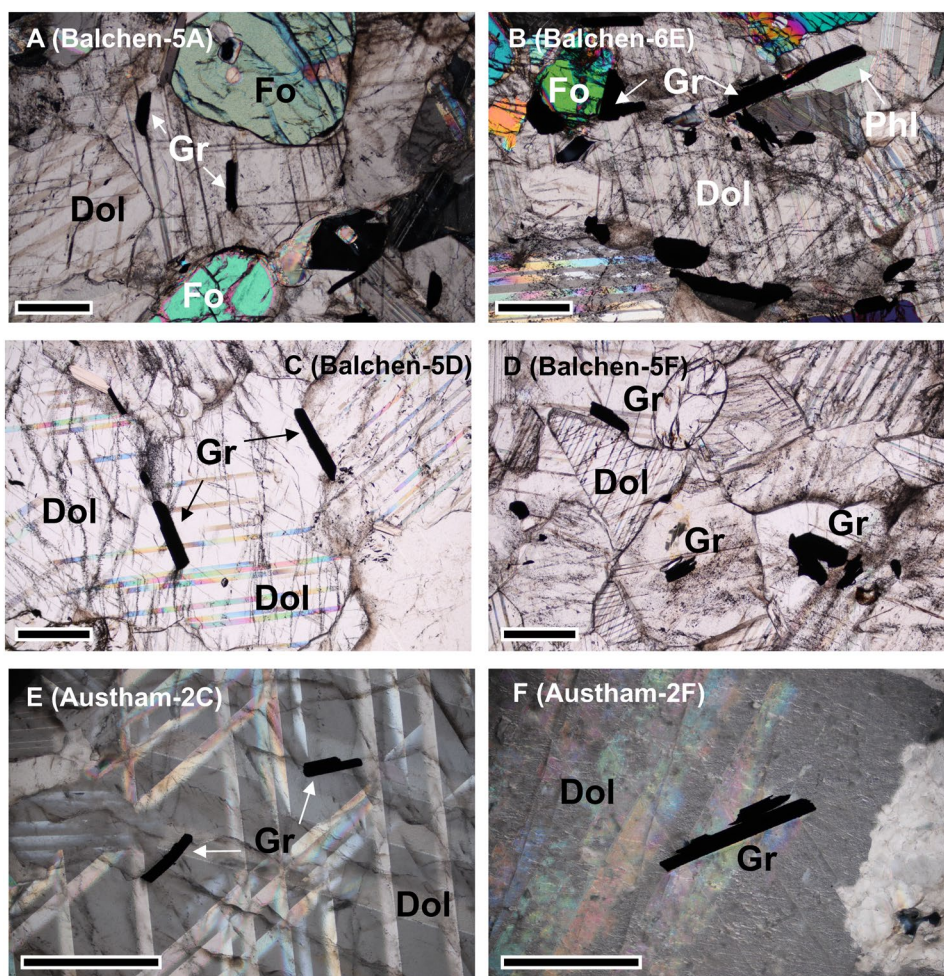 A (Balchen-5A)
Fo
Gr
Dol
Fo
B (Balchen-6E)
Fo
Gr
Phl
Dol
C (Balchen-5D)
Gr
Dol
Dol
D (Balchen-5F)
Gr
Dol
Gr
Gr
E (Austham-2C)
Gr
Dol
F (Austham-2F)
Dol
Gr